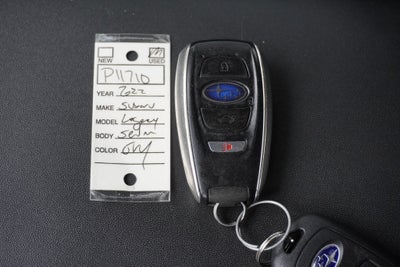 NEW USED
P11710
YEAR 2022
MAKE Subaru
MODEL Legacy
BODY Sedan
COLOR Gry